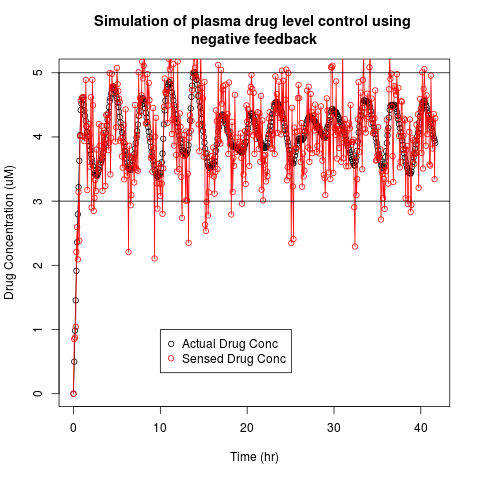 Simulation of plasma drug level control using
negative feedback
Drug Concentration (uM)
5
4
3
2
1
0
Actual Drug Conc
Sensed Drug Conc
0 10 20 30 40
Time (hr)